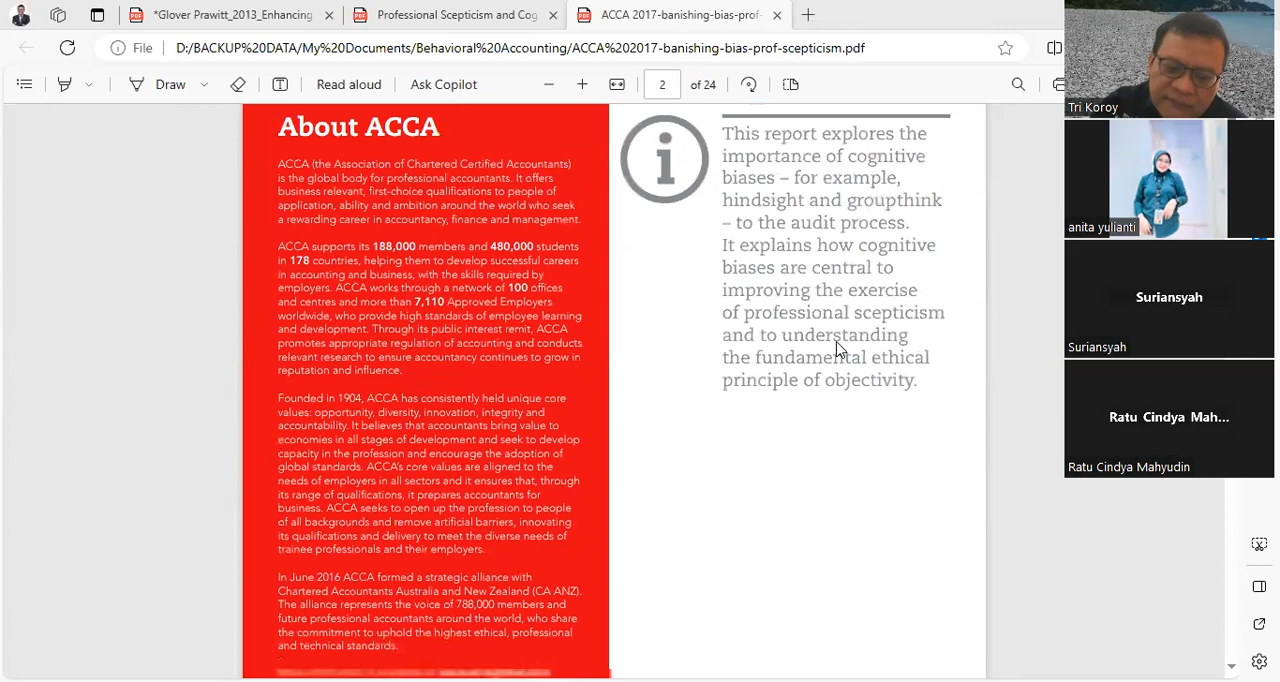 *Glover Prawitt_2013_Enhancing
Professional Scepticism and Cog
ACCA 2017-banishing-bias-prof-
File
D:/BACKUP%20DATA/My%20Documents/Behavioral%20Accounting/ACCA%202017-banishing-bias-prof-scepticism.pdf
Draw
Read aloud
Ask Copilot
2
of 24
About ACCA
ACCA (the Association of Chartered Certified Accountants)
is the global body for professional accountants. It offers
business relevant, first-choice qualifications to people of
application, ability and ambition around the world who seek
a rewarding career in accountancy, finance and management.
ACCA supports its 188,000 members and 480,000 students
in 178 countries, helping them to develop successful careers
in accounting and business, with the skills required by
employers. ACCA works through a network of 100 offices
and centres and more than 7,110 Approved Employers
worldwide, who provide high standards of employee learning
and development. Through its public interest remit, ACCA
promotes appropriate regulation of accounting and conducts
relevant research to ensure accountancy continues to grow in
reputation and influence.
Founded in 1904, ACCA has consistently held unique core
values: opportunity, diversity, innovation, integrity and
accountability. It believes that accountants bring value to
economies in all stages of development and seek to develop
capacity in the profession and encourage the adoption of
global standards. ACCA's core values are aligned to the
needs of employers in all sectors and it ensures that, through
its range of qualifications, it prepares accountants for
business. ACCA seeks to open up the profession to people
of all backgrounds and remove artificial barriers, innovating
its qualifications and delivery to meet the diverse needs of
trainee professionals and their employers.
In June 2016 ACCA formed a strategic alliance with
Chartered Accountants Australia and New Zealand (CA ANZ).
The alliance represents the voice of 788,000 members and
future professional accountants around the world, who share
the commitment to uphold the highest ethical, professional
and technical standards.
This report explores the
importance of cognitive
biases – for example,
hindsight and groupthink
– to the audit process.
It explains how cognitive
biases are central to
improving the exercise
of professional scepticism
and to understanding
the fundamental ethical
principle of objectivity.
Tri Koroy
anita yulianti
Suriansyah
Suriansyah
Ratu Cindya Mah...
Ratu Cindya Mahyudin